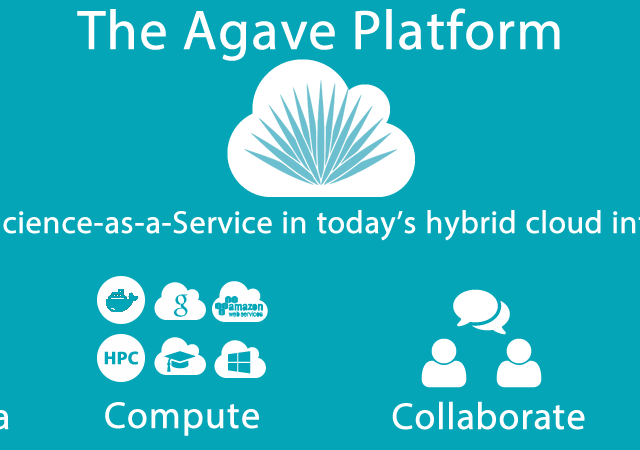 The Agave Platform
cience-as-a-Service in today's hybrid cloud in
g
amazon
web services
HPC
a
Compute
Collaborate